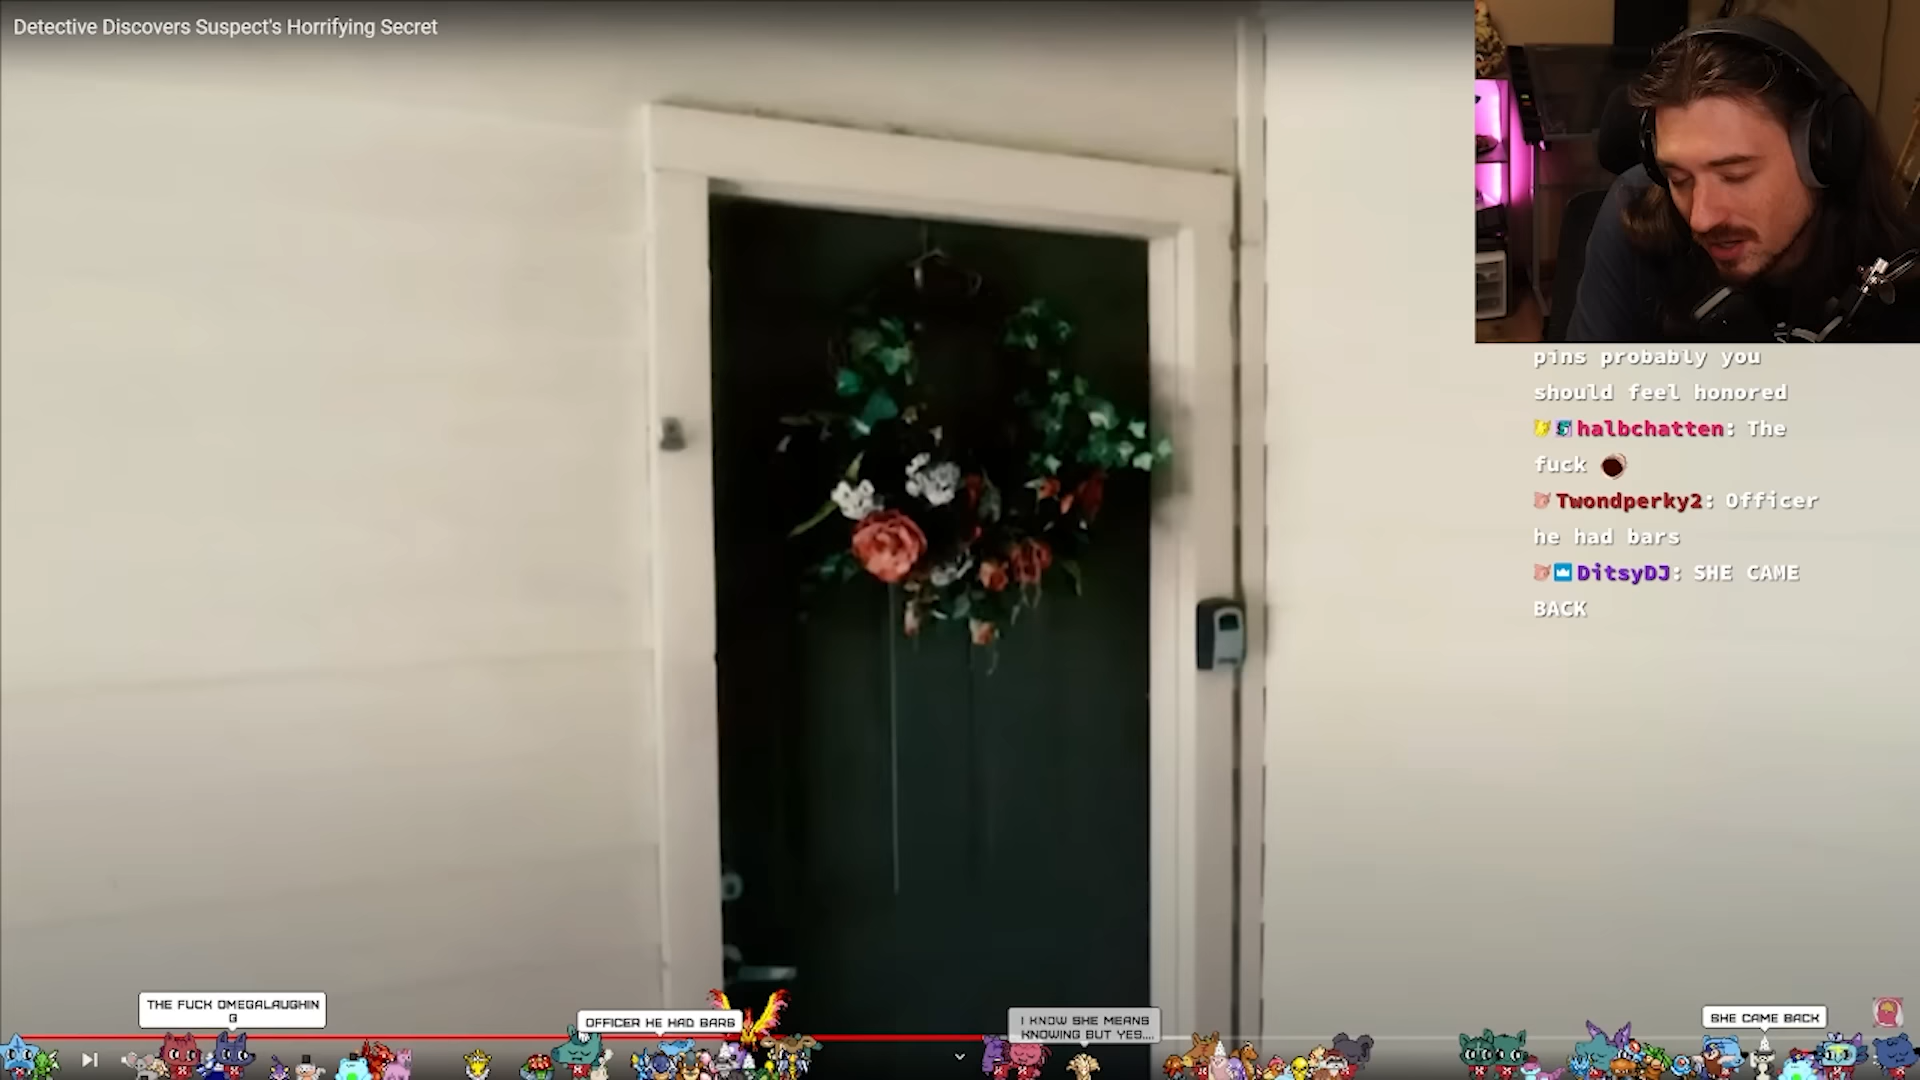 Detective Discovers Suspect's Horrifying Secret
pins probably you
should feel honored
halbchatten: The
fuck
Twondperky2: Officer
he had bars
DitsyDJ: SHE CAME
BACK
THE FUCK OMEGALAUGHIN
G
OFFICER HE HAD BARS
I KNOW SHE MEANS
KNOWING BUT YES....
SHE CAME BACK